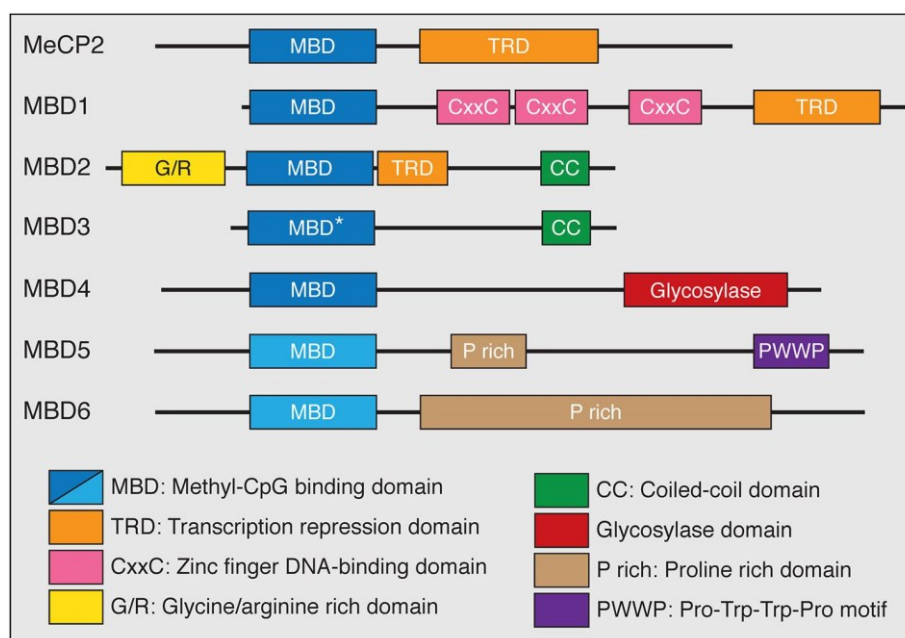 MeCP2 MBD TRD
MBD1 MBD CxxC CxxC CxxC TRD
MBD2 G/R MBD TRD CC
MBD3 MBD* CC
MBD4 MBD Glycosylase
MBD5 MBD P rich PWWP
MBD6 MBD P rich
MBD: Methyl-CpG binding domain
TRD: Transcription repression domain
CxxC: Zinc finger DNA-binding domain
G/R: Glycine/arginine rich domain
CC: Coiled-coil domain
Glycosylase domain
P rich: Proline rich domain
PWWP: Pro-Trp-Trp-Pro motif